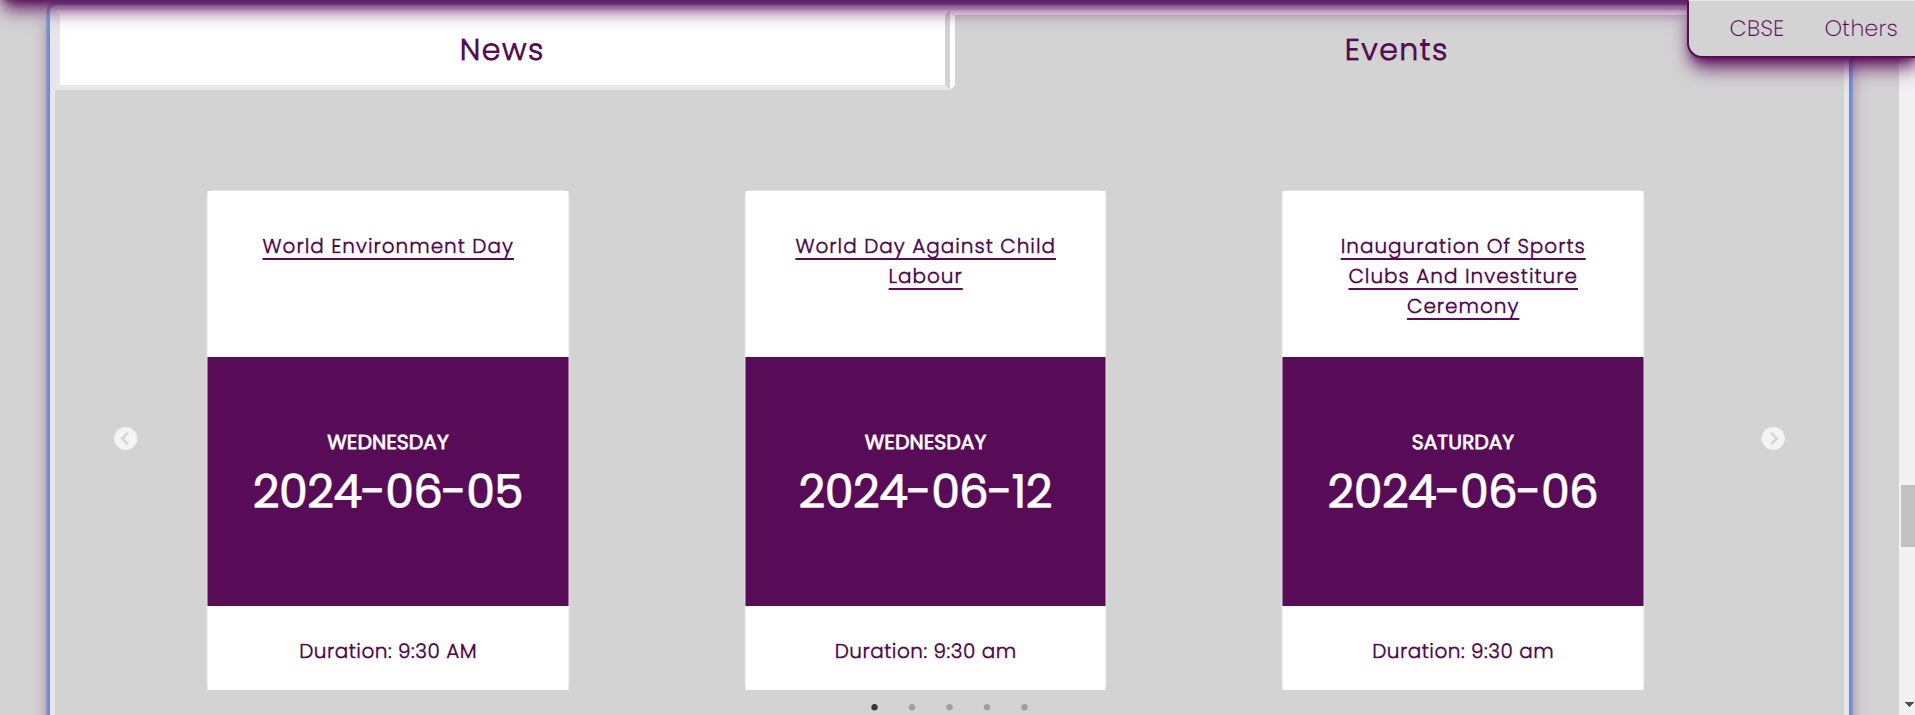 CBSE Others
News Events
World Environment Day
WEDNESDAY
2024-06-05
Duration: 9:30 AM
World Day Against Child
Labour
WEDNESDAY
2024-06-12
Duration: 9:30 am
Inauguration Of Sports
Clubs And Investiture
Ceremony
SATURDAY
2024-06-06
Duration: 9:30 am